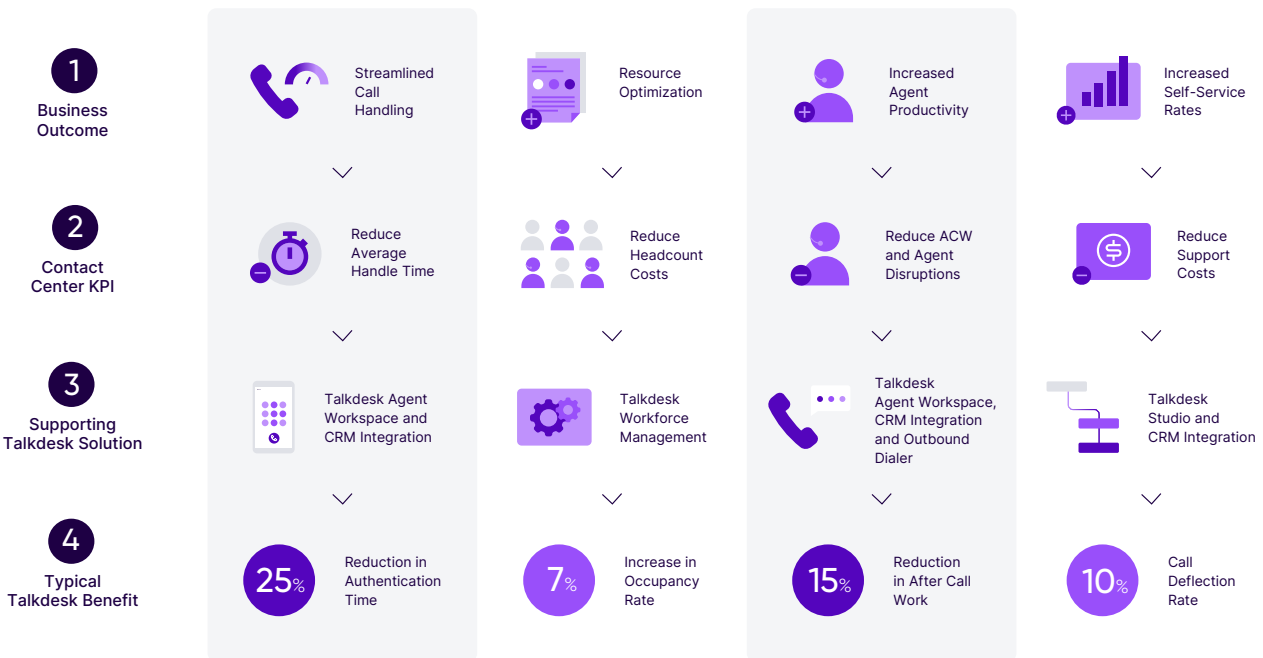 1
Business
Outcome
Streamlined
Call
Handling
Resource
Optimization
Increased
Agent
Productivity
Increased
Self-Service
Rates
2
Contact
Center KPI
Reduce
Average
Handle Time
Reduce
Headcount
Costs
Reduce ACW
and Agent
Disruptions
Reduce
Support
Costs
3
Supporting
Talkdesk Solution
Talkdesk Agent
Workspace and
CRM Integration
Talkdesk
Workforce
Management
Talkdesk
Agent Workspace,
CRM Integration
and Outbound
Dialer
Talkdesk
Studio and
CRM Integration
4
Typical
Talkdesk Benefit
25%
Reduction in
Authentication
Time
7%
Increase in
Occupancy
Rate
15%
Reduction
in After Call
Work
10%
Call
Deflection
Rate